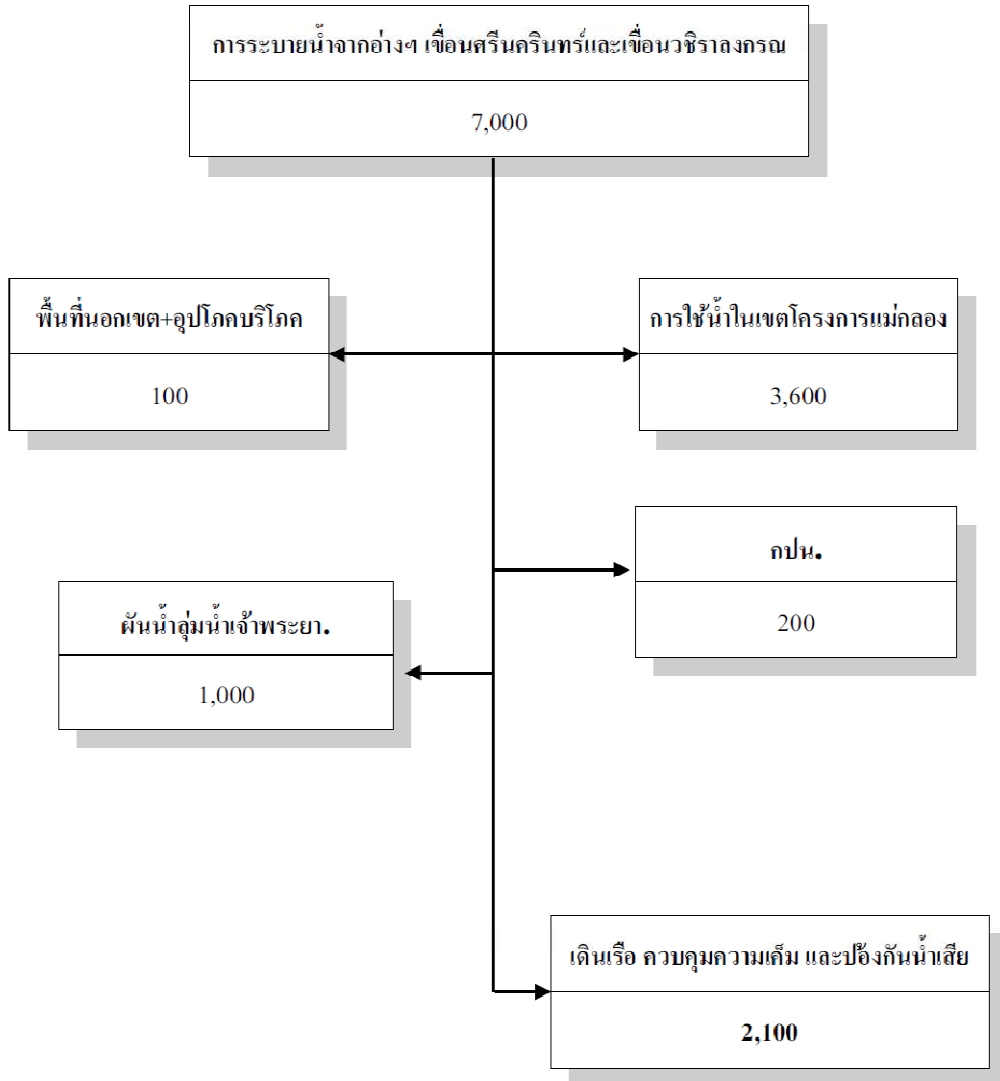 การระบายน้ำจากอ่างฯ เขื่อนศรีนครินทร์และเขื่อนวชิราลงกรณ
7,000
พื้นที่นอกเขต+อุปโภคบริโภค
100
การใช้น้ำในเขตโครงการแม่กลอง
3,600
กปน.
200
ผันน้ำลุ่มน้ำเจ้าพระยา.
1,000
เดินเรือ ควบคุมความเค็ม และป้องกันน้ำเสีย
2,100